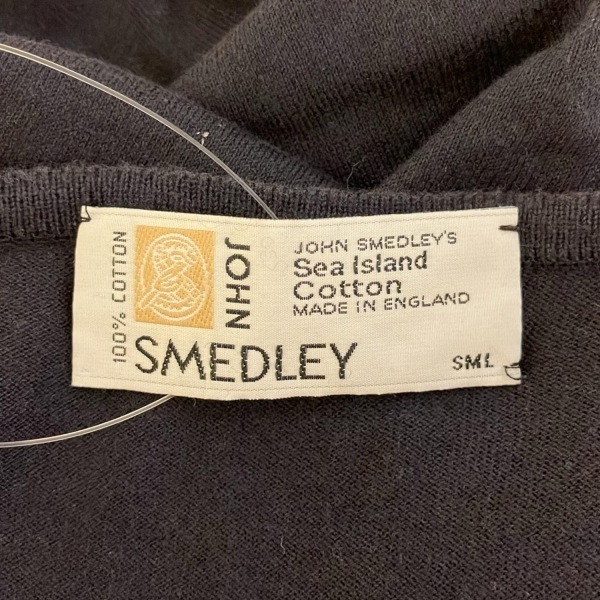 100% COTTON
JOHN
SMEDLEY
JOHN SMEDLEY'S
Sea Island
Cotton
MADE IN ENGLAND
SML